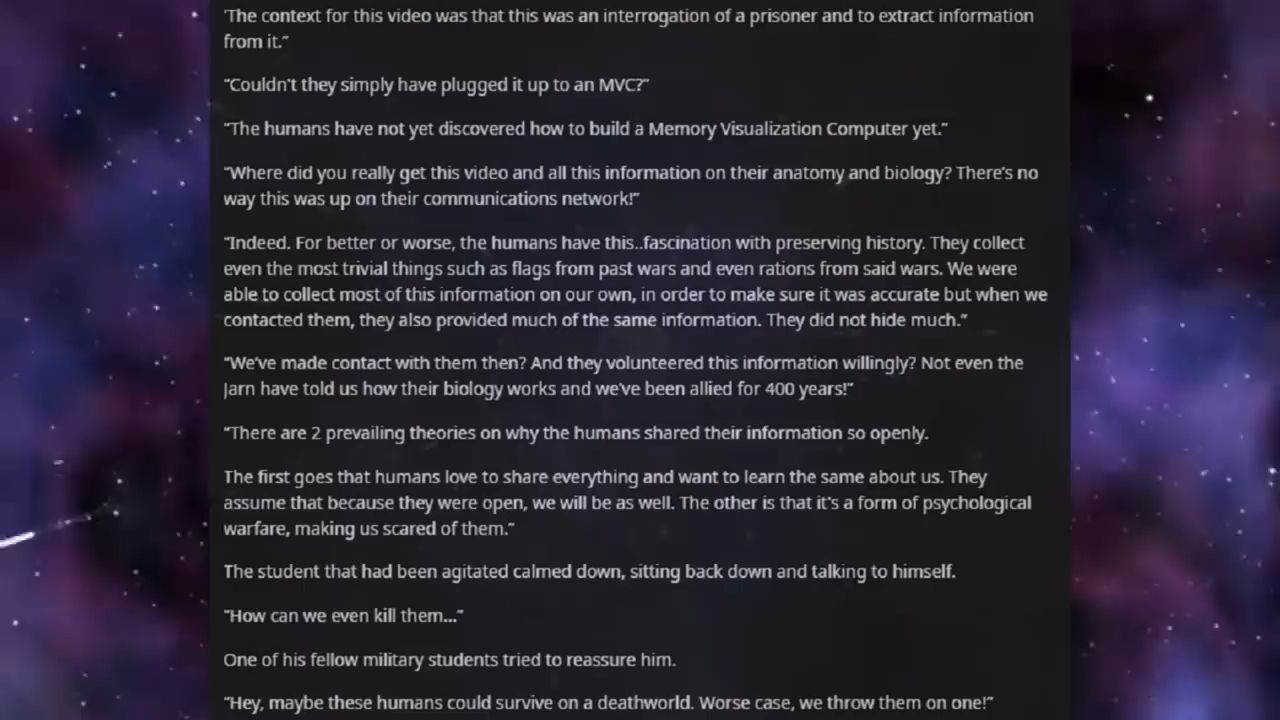 "The context for this video was that this was an interrogation of a prisoner and to extract information
from it."
"Couldn't they simply have plugged it up to an MVC?"
"The humans have not yet discovered how to build a Memory Visualization Computer yet."
"Where did you really get this video and all this information on their anatomy and biology? There's no
way this was up on their communications network!"
"Indeed. For better or worse, the humans have this..fascination with preserving history. They collect
even the most trivial things such as flags from past wars and even rations from said wars. We were
able to collect most of this information on our own, in order to make sure it was accurate but when we
contacted them, they also provided much of the same information. They did not hide much."
"We've made contact with them then? And they volunteered this information willingly? Not even the
Jarn have told us how their biology works and we've been allied for 400 years!"
"There are 2 prevailing theories on why the humans shared their information so openly.
The first goes that humans love to share everything and want to learn the same about us. They
assume that because they were open, we will be as well. The other is that it's a form of psychological
warfare, making us scared of them."
The student that had been agitated calmed down, sitting back down and talking to himself.
"How can we even kill them..."
One of his fellow military students tried to reassure him.
"Hey, maybe these humans could survive on a deathworld. Worse case, we throw them on one!"